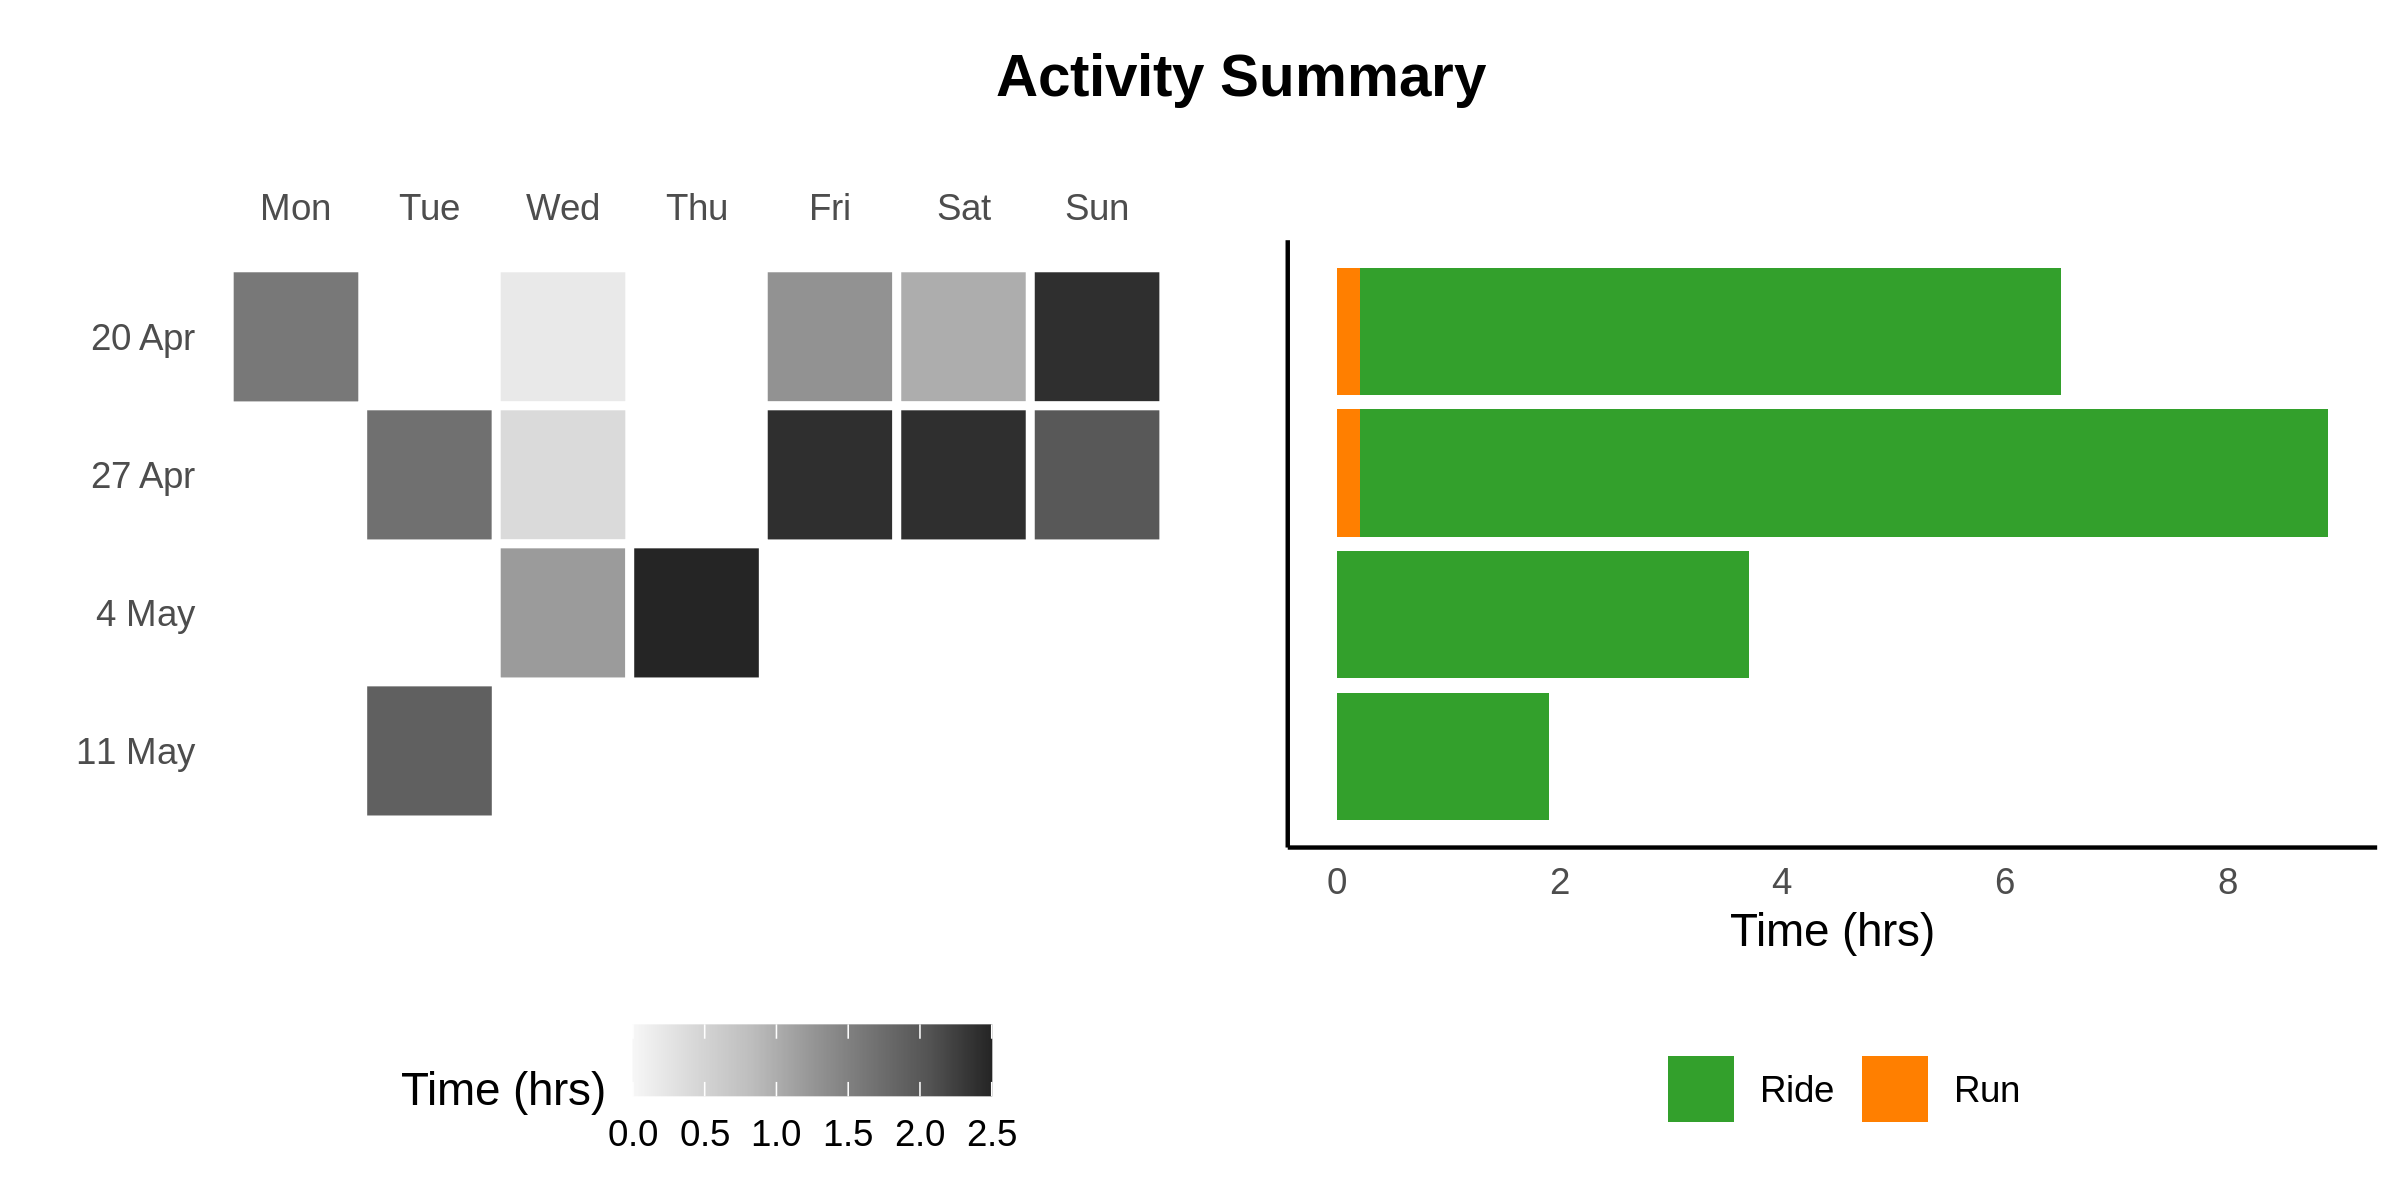 Activity Summary
Mon Tue Wed Thu Fri Sat Sun
20 Apr
27 Apr
4 May
11 May
0 2 4 6 8
Time (hrs)
Time (hrs)
0.0 0.5 1.0 1.5 2.0 2.5
Ride Run